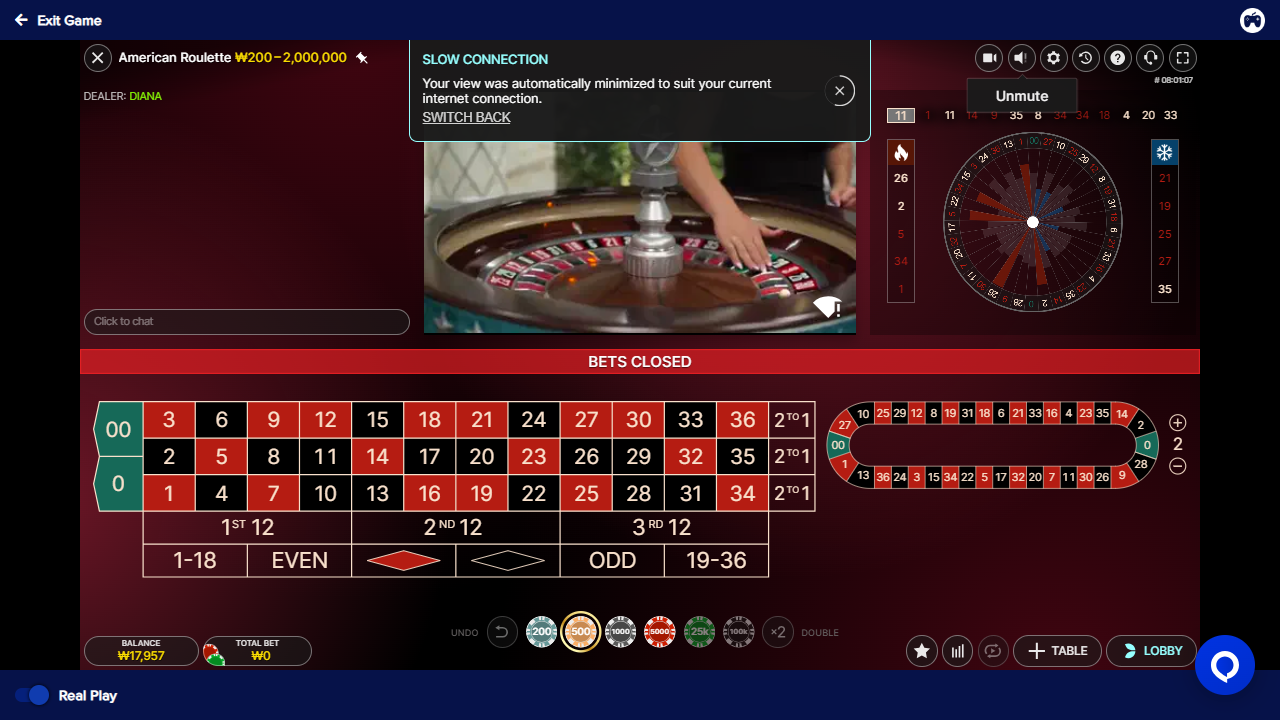 Exit Game
American Roulette ₩200–2,000,000
SLOW CONNECTION
Your view was automatically minimized to suit your current
internet connection.
SWITCH BACK
# 08:01:07
Unmute
DEALER: DIANA
11 1 11 14 9 35 8 34 34 18 4 20 33
26 21
2 19
5 25
34 27
1 35
Click to chat
BETS CLOSED
00 3 6 9 12 15 18 21 24 27 30 33 36 2 TO 1
2 5 8 11 14 17 20 23 26 29 32 35 2 TO 1
0 1 4 7 10 13 16 19 22 25 28 31 34 2 TO 1
1ST 12 2ND 12 3RD 12
1-18 EVEN ODD 19-36
27 10 25 29 12 8 19 31 18 6 21 33 16 4 23 35 14 2
00 0 2
1 13 36 24 3 15 34 22 5 17 32 20 7 11 30 26 9 28
UNDO 200 500 1000 5000 25k 100k ×2 DOUBLE
BALANCE
₩17,957
TOTAL BET
₩0
TABLE
LOBBY
Real Play